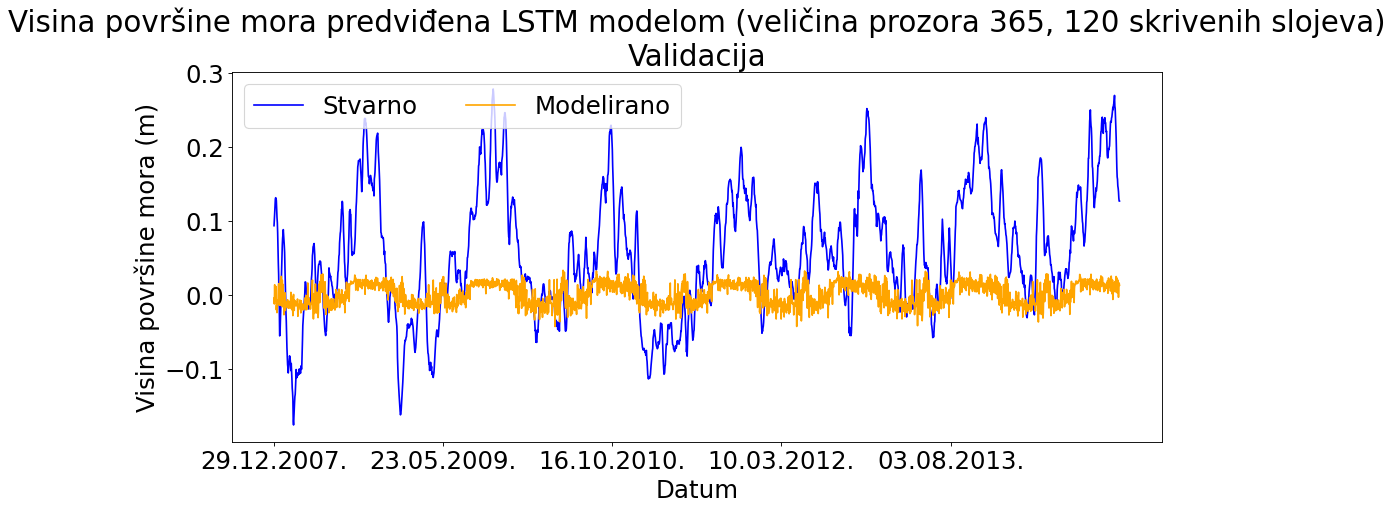 Visina površine mora predviđena LSTM modelom (veličina prozora 365, 120 skrivenih slojeva)
Validacija
Stvarno Modelirano
Visina površine mora (m)
0.3
0.2
0.1
0.0
−0.1
29.12.2007. 23.05.2009. 16.10.2010. 10.03.2012. 03.08.2013.
Datum